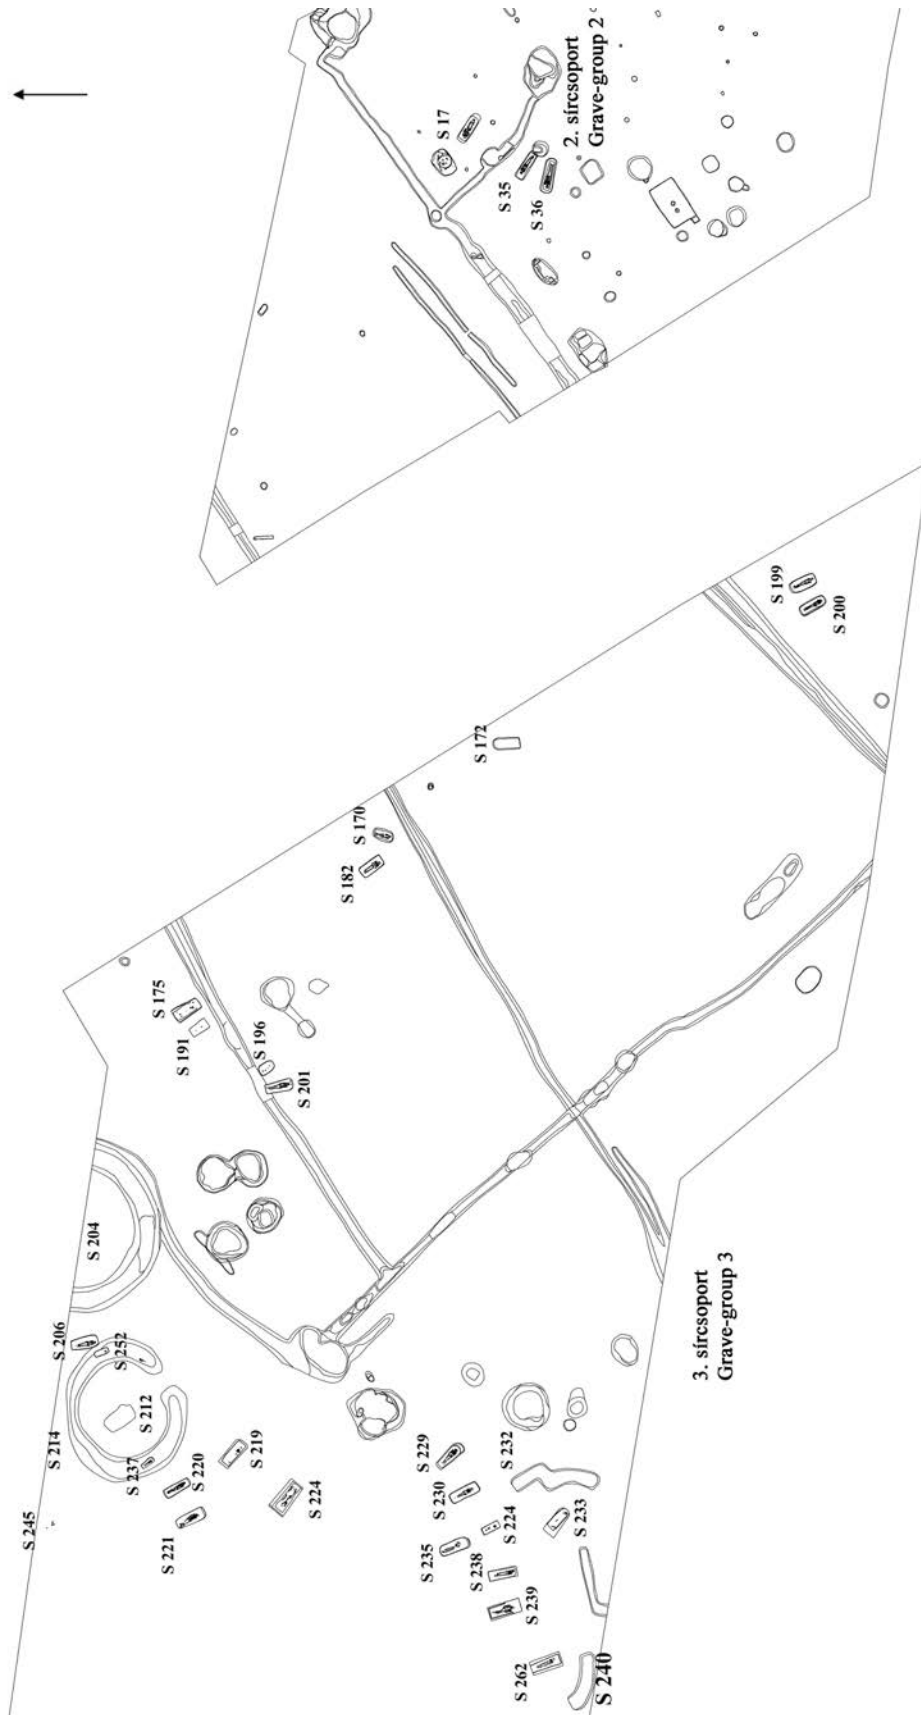 S 17
S 35
S 36
2. sírcsoport
Grave-group 2
S 199
S 200
S 172
S 170
S 182
S 175
S 191
S 196
S 201
S 204
S 206
S 252
S 214
S 212
S 237
S 219
S 220
S 224
S 221
S 245
3. sírcsoport
Grave-group 3
S 229
S 232
S 230
S 224
S 233
S 235
S 238
S 239
S 262
S 240